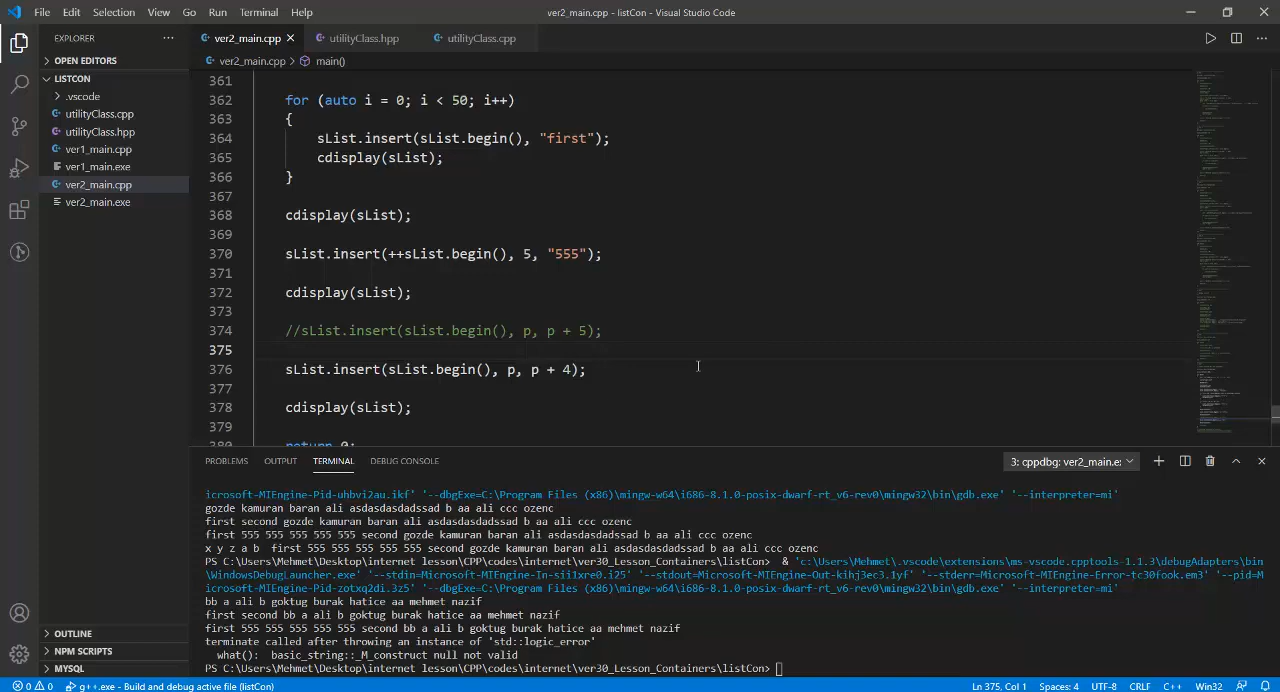 File Edit Selection View Go Run Terminal Help ver2_main.cpp - listCon - Visual Studio Code
EXPLORER ver2_main.cpp utilityClass.hpp utilityClass.cpp
OPEN EDITORS ver2_main.cpp > main()
LISTCON
.vscode
utilityClass.cpp
utilityClass.hpp
ver1_main.cpp
ver1_main.exe
ver2_main.cpp
ver2_main.exe
361
362 for (auto i = 0; i < 50; i++)
363 {
364 sList.insert(sList.begin(), "first");
365 cdisplay(sList);
366 }
367
368 cdisplay(sList);
369
370 sList.insert(++sList.begin(), 5, "555");
371
372 cdisplay(sList);
373
374 //sList.insert(sList.begin(), p, p + 5);
375
376 sList.insert(sList.begin(), p, p + 4);
377
378 cdisplay(sList);
379
380 return 0;
PROBLEMS OUTPUT TERMINAL DEBUG CONSOLE 3: cppdbg: ver2_main.e
icrosoft-MIEngine-Pid-uhbvi2au.ikf' '--dbgExe=C:\Program Files (x86)\mingw-w64\i686-8.1.0-posix-dwarf-rt_v6-rev0\mingw32\bin\gdb.exe' '--interpreter=mi'
gozde kamuran baran ali asdasdasdadssad b aa ali ccc ozenc
first second gozde kamuran baran ali asdasdasdadssad b aa ali ccc ozenc
first 555 555 555 555 555 second gozde kamuran baran ali asdasdasdadssad b aa ali ccc ozenc
x y z a b  first 555 555 555 555 555 second gozde kamuran baran ali asdasdasdadssad b aa ali ccc ozenc
PS C:\Users\Mehmet\Desktop\internet lesson\CPP\codes\internet\ver30_Lesson_Containers\listCon>  & 'c:\Users\Mehmet\.vscode\extensions\ms-vscode.cpptools-1.1.3\debugAdapters\bin
\WindowsDebugLauncher.exe' '--stdin=Microsoft-MIEngine-In-sii1xre0.i25' '--stdout=Microsoft-MIEngine-Out-kihj3ec3.1yf' '--stderr=Microsoft-MIEngine-Error-tc30fook.em3' '--pid=M
icrosoft-MIEngine-Pid-zotxq2di.3z5' '--dbgExe=C:\Program Files (x86)\mingw-w64\i686-8.1.0-posix-dwarf-rt_v6-rev0\mingw32\bin\gdb.exe' '--interpreter=mi'
bb a ali b goktug burak hatice aa mehmet nazif
first second bb a ali b goktug burak hatice aa mehmet nazif
first 555 555 555 555 555 second bb a ali b goktug burak hatice aa mehmet nazif
terminate called after throwing an instance of 'std::logic_error'
what():  basic_string::_M_construct null not valid
PS C:\Users\Mehmet\Desktop\internet lesson\CPP\codes\internet\ver30_Lesson_Containers\listCon>
OUTLINE
NPM SCRIPTS
MYSQL
0 0 g++.exe - Build and debug active file (listCon) Ln 375, Col 1 Spaces: 4 UTF-8 CRLF C++ Win32